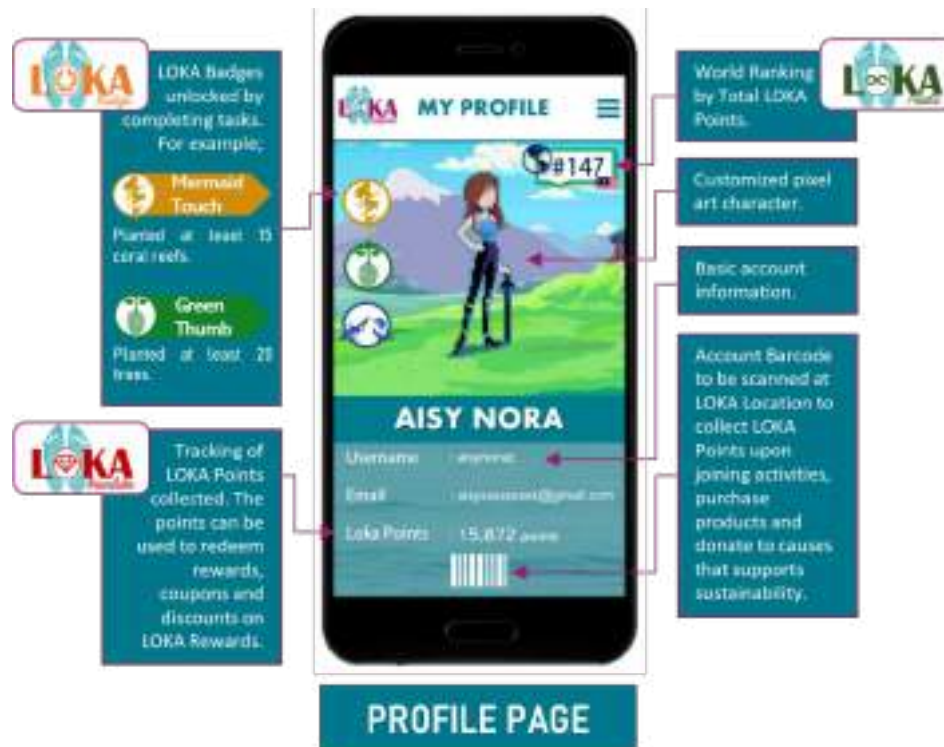 LOKA
LOKA Badges
unlocked by
completing tasks.
For example,
Mermaid
Touch
Planted at least 15
coral reefs.
Green
Thumb
Planted at least 20
trees.
LOKA
Tracking of
LOKA Points
collected. The
points can be
used to redeem
rewards,
coupons and
discounts on
LOKA Rewards.
LOKA
MY PROFILE
#147
AISY NORA
Username
Email
Loka Points 15,872 points
LOKA
World Ranking
by Total LOKA
Points.
Customized pixel
art character.
Basic account
information.
Account Barcode
to be scanned at
LOKA Location to
collect LOKA
Points upon
joining activities,
purchase
products and
donate to causes
that supports
sustainability.
PROFILE PAGE